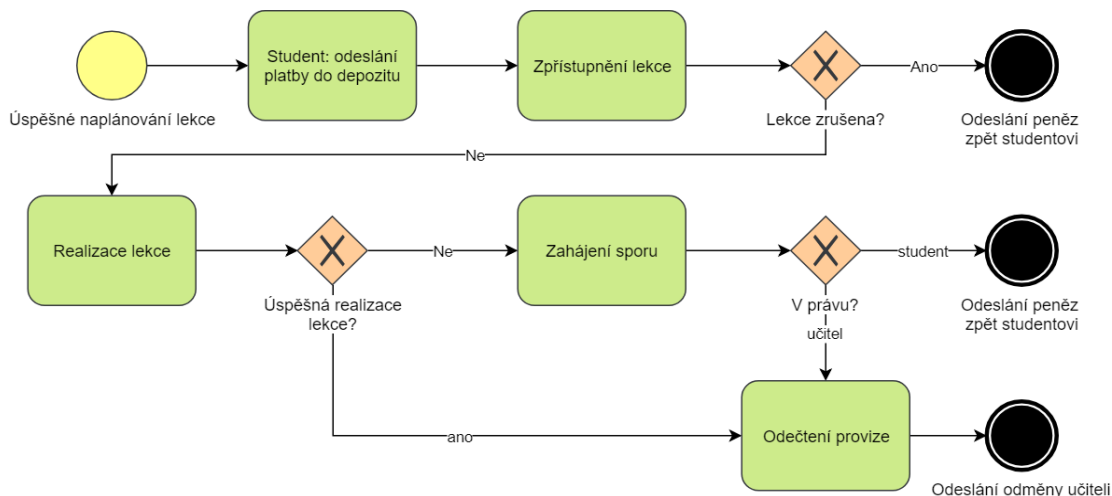 Student: odeslání
platby do depozitu
Zpřístupnění lekce
Ano
Úspěšné naplánování lekce
Lekce zrušena?
Odeslání peněz
zpět studentovi
Ne
Realizace lekce
Ne
Zahájení sporu
student
Úspěšná realizace
lekce?
V právu?
učitel
Odeslání peněz
zpět studentovi
ano
Odečtení provize
Odeslání odměny učiteli